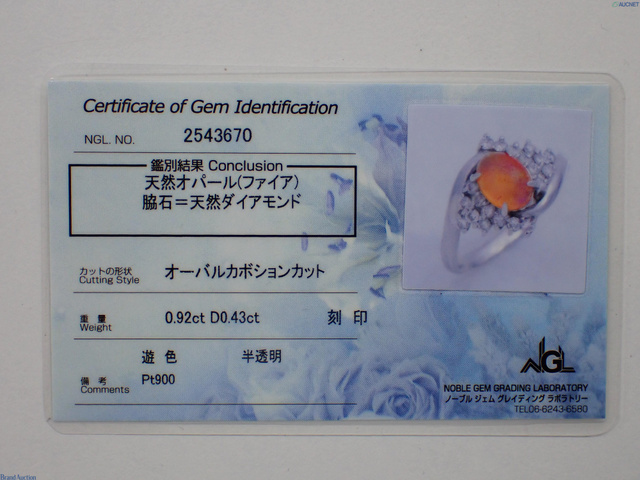 AUCNET
Certificate of Gem Identification
NGL. NO. 2543670
鑑別結果 Conclusion
天然オパール(ファイア)
脇石=天然ダイアモンド
カットの形状 オーバルカボションカット
Cutting Style
重量 0.92ct D0.43ct 刻印
Weight
遊色 半透明
備考 Pt900
Comments
NGL
NOBLE GEM GRADING LABORATORY
ノーブル ジェム グレイディング ラボラトリー
TEL06-6243-6580
BrandAuction